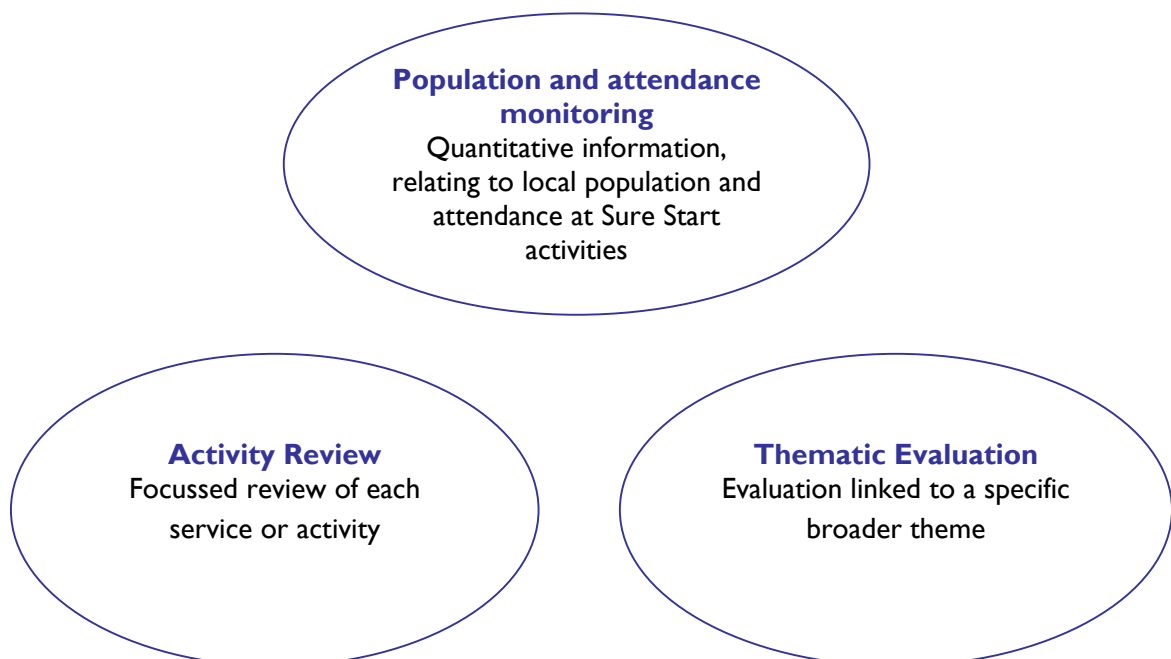 Population and attendance
monitoring
Quantitative information,
relating to local population and
attendance at Sure Start
activities
Activity Review
Focussed review of each
service or activity
Thematic Evaluation
Evaluation linked to a specific
broader theme